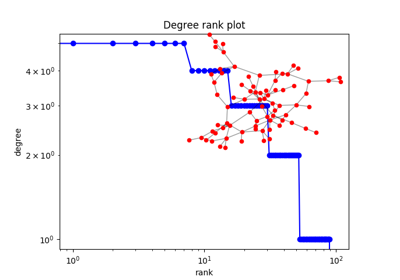 Degree rank plot
degree
4 × 10⁰
3 × 10⁰
2 × 10⁰
10⁰
10⁰
10¹
10²
rank